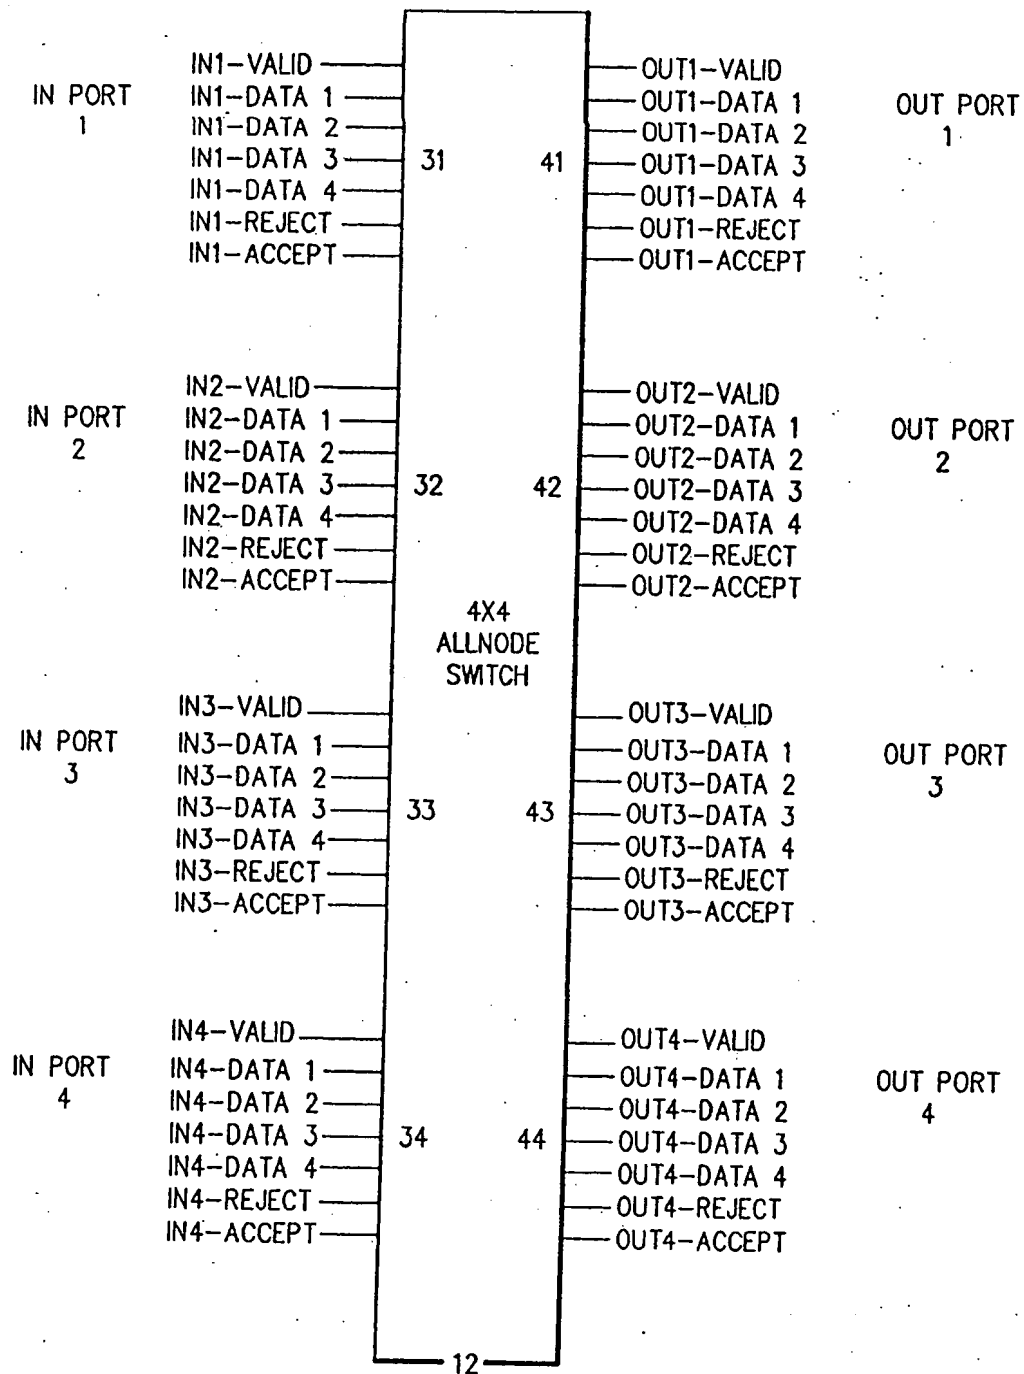 IN PORT
1
IN1-VALID
IN1-DATA 1
IN1-DATA 2
IN1-DATA 3
IN1-DATA 4
IN1-REJECT
IN1-ACCEPT
31
41
OUT1-VALID
OUT1-DATA 1
OUT1-DATA 2
OUT1-DATA 3
OUT1-DATA 4
OUT1-REJECT
OUT1-ACCEPT
OUT PORT
1
IN PORT
2
IN2-VALID
IN2-DATA 1
IN2-DATA 2
IN2-DATA 3
IN2-DATA 4
IN2-REJECT
IN2-ACCEPT
32
42
OUT2-VALID
OUT2-DATA 1
OUT2-DATA 2
OUT2-DATA 3
OUT2-DATA 4
OUT2-REJECT
OUT2-ACCEPT
OUT PORT
2
4X4
ALLNODE
SWITCH
IN PORT
3
IN3-VALID
IN3-DATA 1
IN3-DATA 2
IN3-DATA 3
IN3-DATA 4
IN3-REJECT
IN3-ACCEPT
33
43
OUT3-VALID
OUT3-DATA 1
OUT3-DATA 2
OUT3-DATA 3
OUT3-DATA 4
OUT3-REJECT
OUT3-ACCEPT
OUT PORT
3
IN PORT
4
IN4-VALID
IN4-DATA 1
IN4-DATA 2
IN4-DATA 3
IN4-DATA 4
IN4-REJECT
IN4-ACCEPT
34
44
OUT4-VALID
OUT4-DATA 1
OUT4-DATA 2
OUT4-DATA 3
OUT4-DATA 4
OUT4-REJECT
OUT4-ACCEPT
OUT PORT
4
12